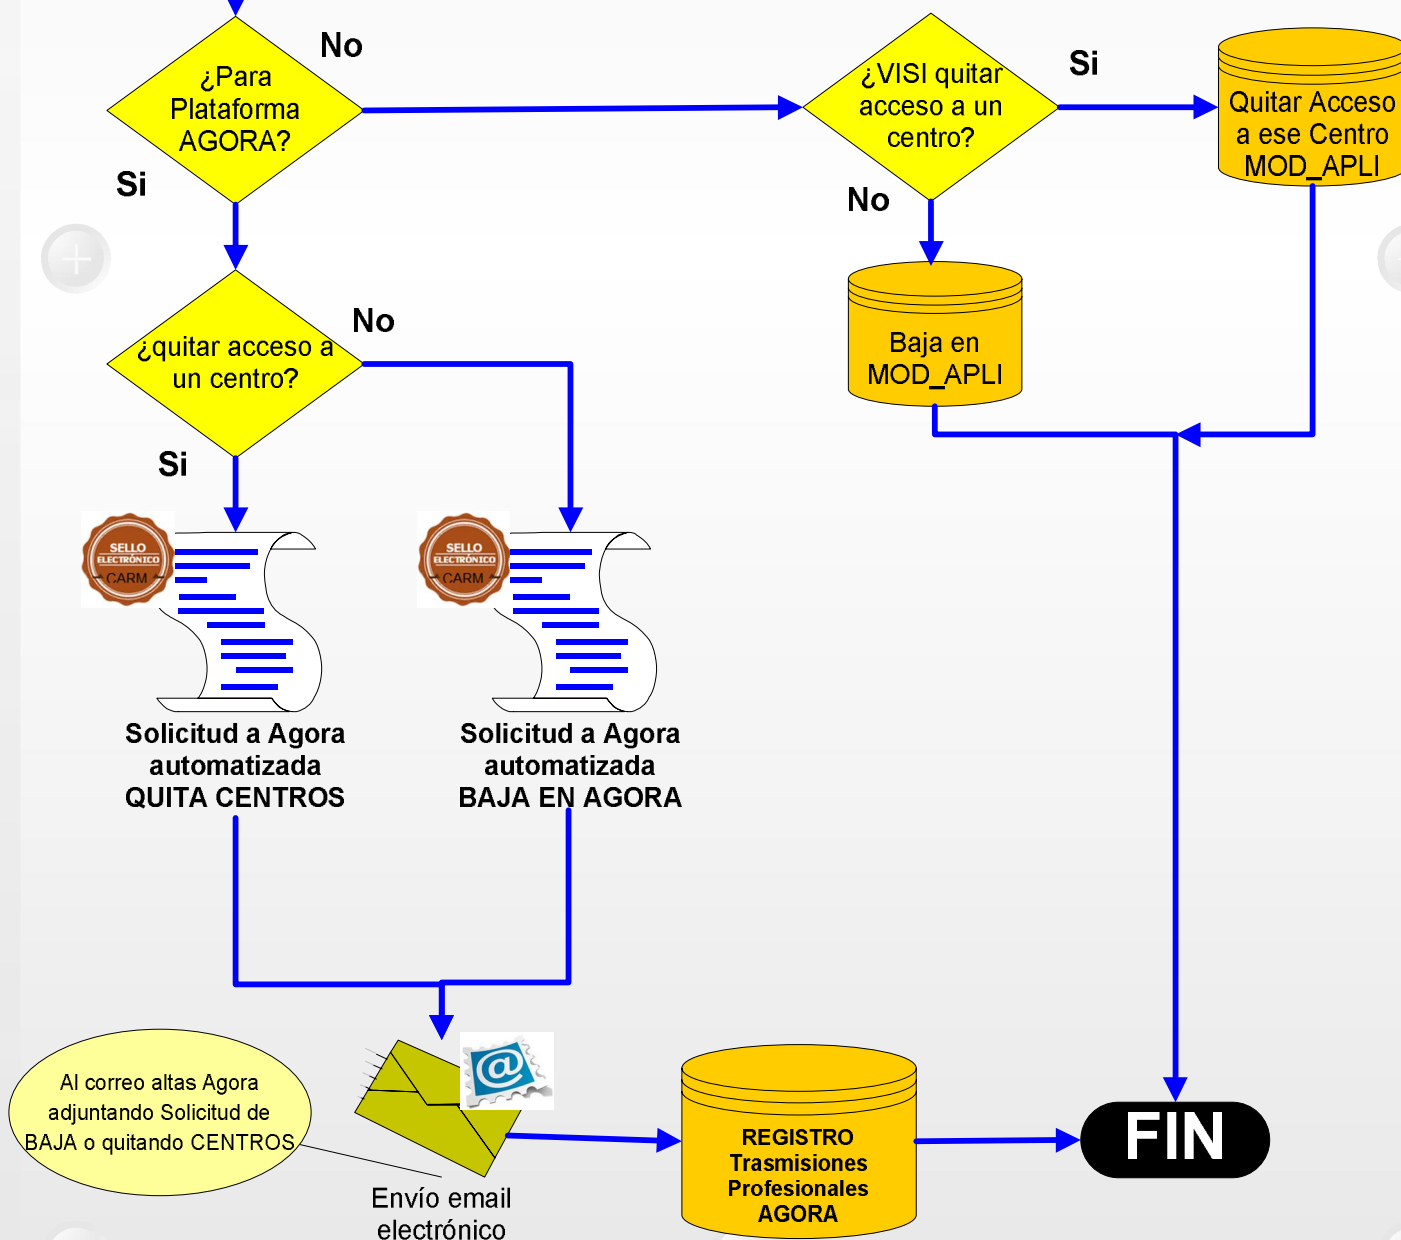 ¿Para
Plataforma
AGORA?
No
Si
¿VISI quitar
acceso a un
centro?
Si
No
Quitar Acceso
a ese Centro
MOD_APLI
Baja en
MOD_APLI
¿quitar acceso a
un centro?
No
Si
SELLO
ELECTRÓNICO
CARM
SELLO
ELECTRÓNICO
CARM
Solicitud a Agora
automatizada
QUITA CENTROS
Solicitud a Agora
automatizada
BAJA EN AGORA
Al correo altas Agora
adjuntando Solicitud de
BAJA o quitando CENTROS
@
Envío email
electrónico
REGISTRO
Trasmisiones
Profesionales
AGORA
FIN